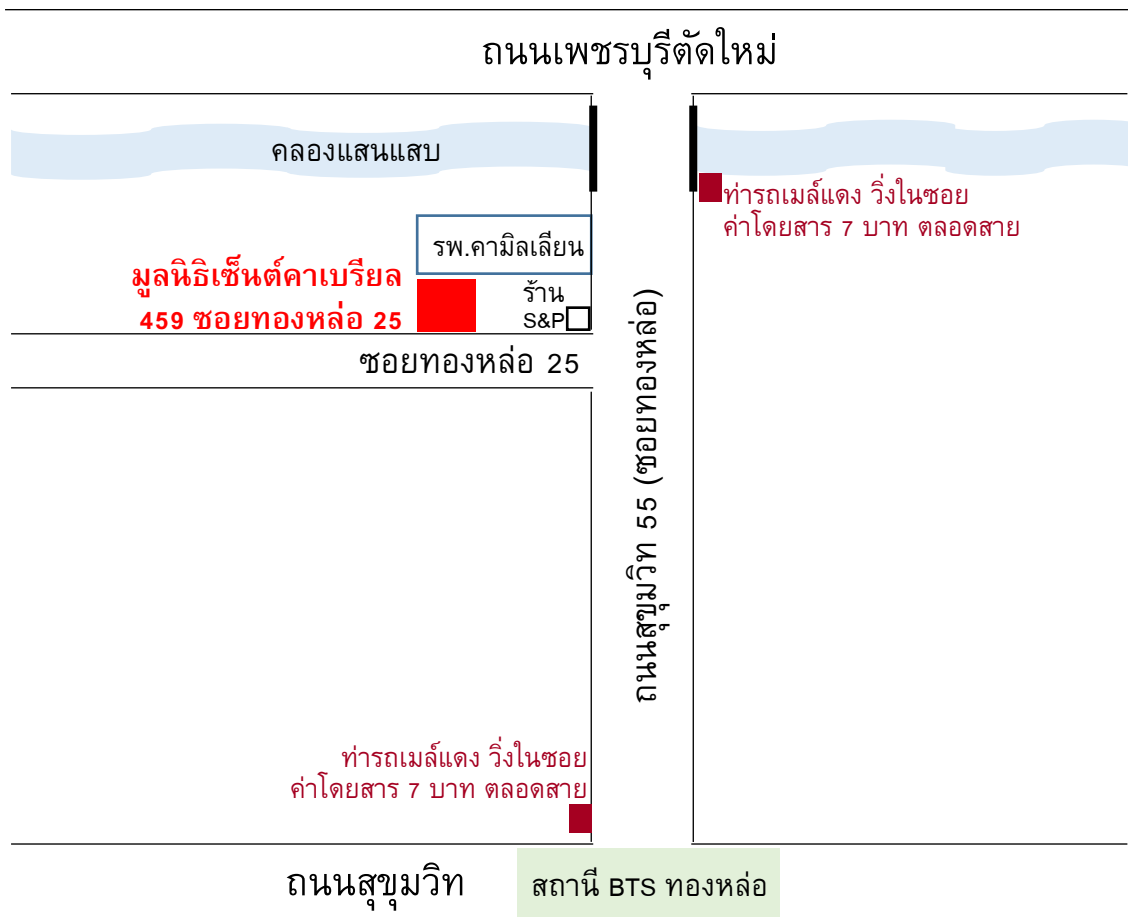 ถนนเพชรบุรีตัดใหม่
คลองแสนแสบ
ท่ารถเมล์แดง วิ่งในซอย
ค่าโดยสาร 7 บาท ตลอดสาย
รพ.คามิลเลียน
มูลนิธิเซ็นต์คาเบรียล
459 ซอยทองหล่อ 25
ร้าน
S&P
ซอยทองหล่อ 25
ถนนสุขุมวิท 55 (ซอยทองหล่อ)
ท่ารถเมล์แดง วิ่งในซอย
ค่าโดยสาร 7 บาท ตลอดสาย
ถนนสุขุมวิท
สถานี BTS ทองหล่อ